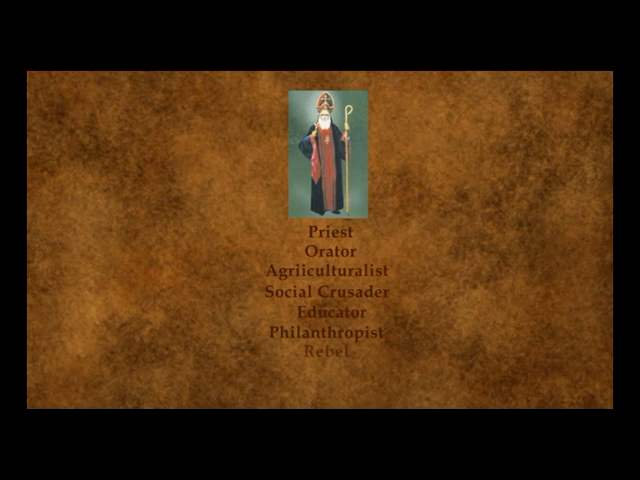 Priest
Orator
Agriiculturalist
Social Crusader
Educator
Philanthropist
Rebel